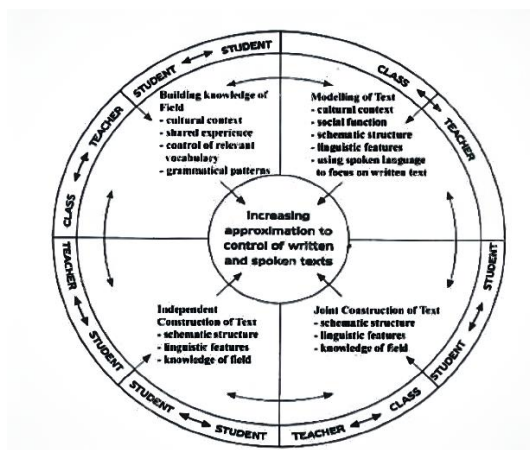 STUDENT ↔ STUDENT
CLASS ↔ TEACHER ↔
CLASS
TEACHER
Building knowledge of
Field
- cultural context
- shared experience
- control of relevant
vocabulary
- grammatical patterns
Modelling of Text
- cultural context
- social function
- schematic structure
- linguistic features
- using spoken language
to focus on written text
Increasing
approximation to
control of written
and spoken texts
Independent
Construction of Text
- schematic structure
- linguistic features
- knowledge of field
Joint Construction of Text
- schematic structure
- linguistic features
- knowledge of field
TEACHER ↔ STUDENT
STUDENT ↔ STUDENT
TEACHER ↔ CLASS
STUDENT ↔ STUDENT